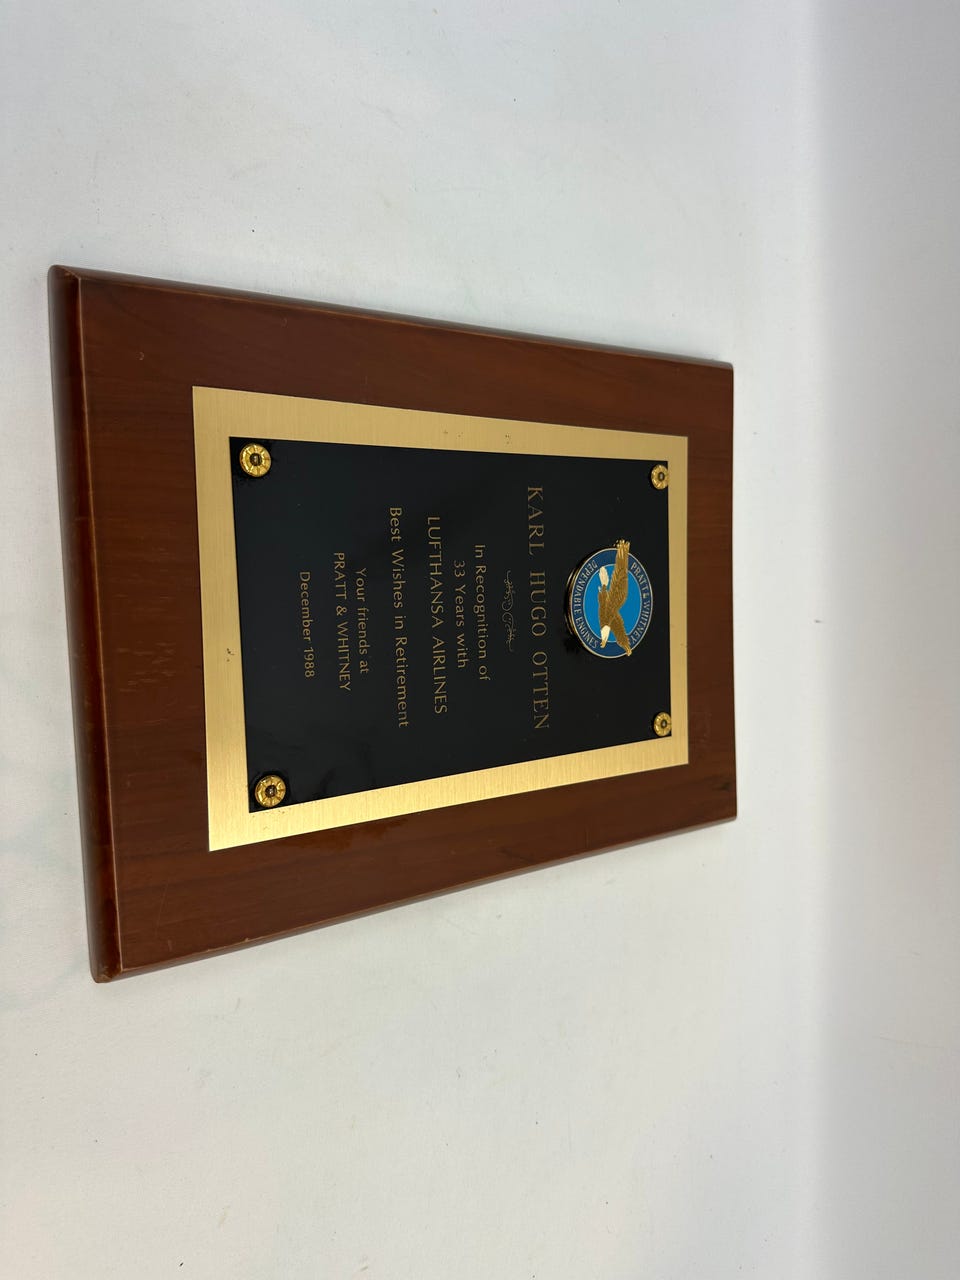 PRATT & WHITNEY
DEPENDABLE ENGINES
KARL HUGO OTTEN
In Recognition of
33 Years with
LUFTHANSA AIRLINES
Best Wishes in Retirement
Your friends at
PRATT & WHITNEY
December 1988